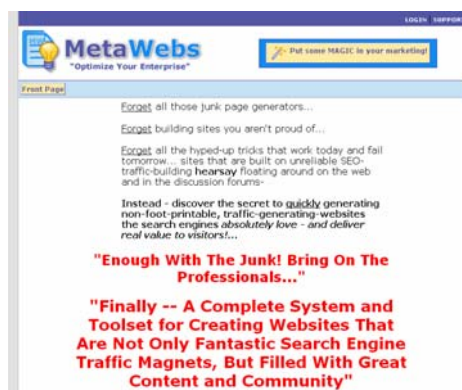 LOGIN SUPPORT
MetaWebs
"Optimize Your Enterprise"
Put some MAGIC in your marketing!
Front Page
Forget all those junk page generators...
Forget building sites you aren't proud of...
Forget all the hyped-up tricks that work today and fail
tomorrow... sites that are built on unreliable SEO-
traffic-building hearsay floating around on the web
and in the discussion forums-
Instead - discover the secret to quickly generating
non-foot-printable, traffic-generating-websites
the search engines absolutely love - and deliver
real value to visitors!...
"Enough With The Junk! Bring On The
Professionals..."
"Finally -- A Complete System and
Toolset for Creating Websites That
Are Not Only Fantastic Search Engine
Traffic Magnets, But Filled With Great
Content and Community"